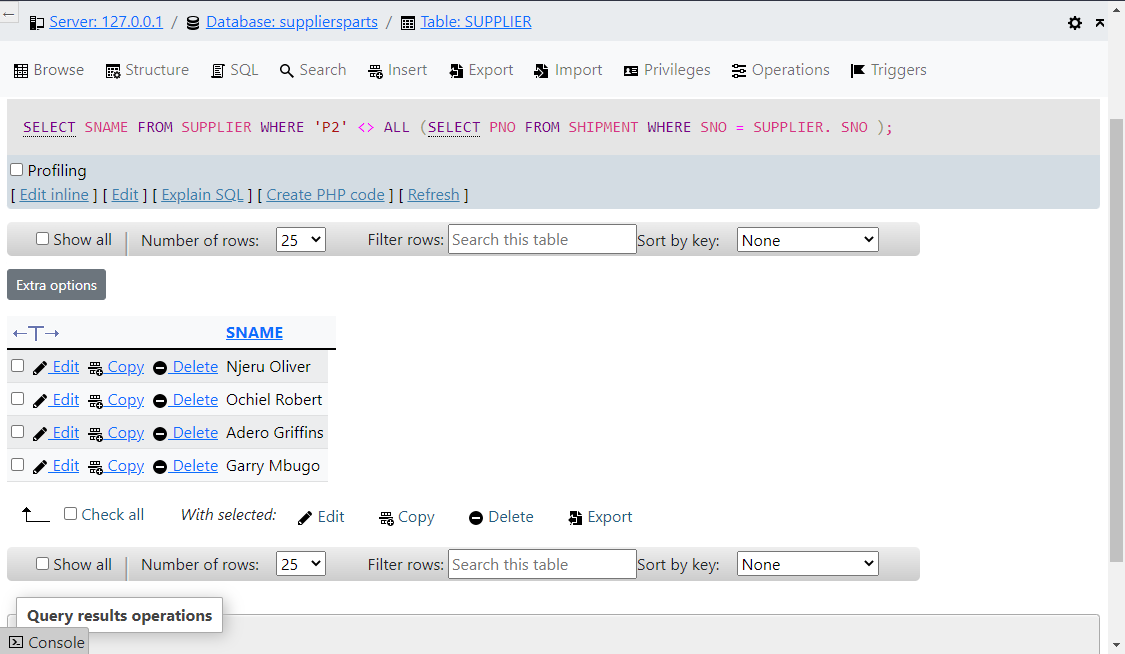 Server: 127.0.0.1 / Database: suppliersparts / Table: SUPPLIER
Browse Structure SQL Search Insert Export Import Privileges Operations Triggers
SELECT SNAME FROM SUPPLIER WHERE 'P2' <> ALL (SELECT PNO FROM SHIPMENT WHERE SNO = SUPPLIER. SNO );
Profiling
[ Edit inline ] [ Edit ] [ Explain SQL ] [ Create PHP code ] [ Refresh ]
Show all Number of rows: 25 Filter rows: Search this table Sort by key: None
Extra options
←T→ SNAME
Edit Copy Delete Njeru Oliver
Edit Copy Delete Ochiel Robert
Edit Copy Delete Adero Griffins
Edit Copy Delete Garry Mbugo
Check all With selected: Edit Copy Delete Export
Show all Number of rows: 25 Filter rows: Search this table Sort by key: None
Query results operations
Console